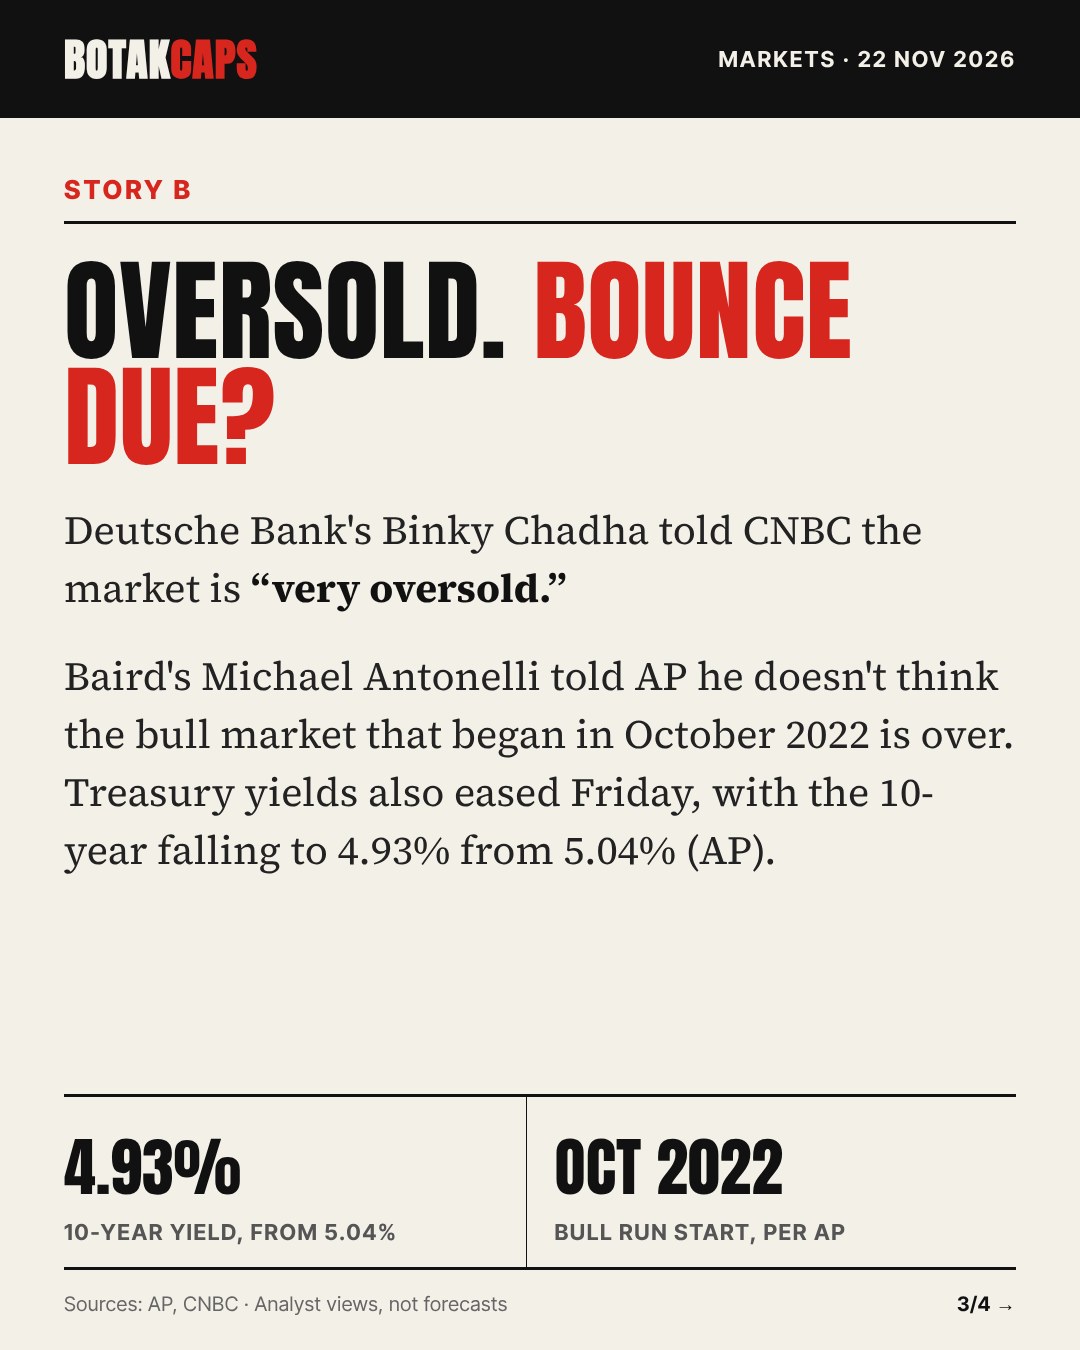 BOTAKCAPS
MARKETS · 22 NOV 2026
STORY B
OVERSOLD. BOUNCE
DUE?
Deutsche Bank's Binky Chadha told CNBC the
market is “very oversold.”
Baird's Michael Antonelli told AP he doesn't think
the bull market that began in October 2022 is over.
Treasury yields also eased Friday, with the 10-
year falling to 4.93% from 5.04% (AP).
4.93%
10-YEAR YIELD, FROM 5.04%
OCT 2022
BULL RUN START, PER AP
Sources: AP, CNBC · Analyst views, not forecasts
3/4 →